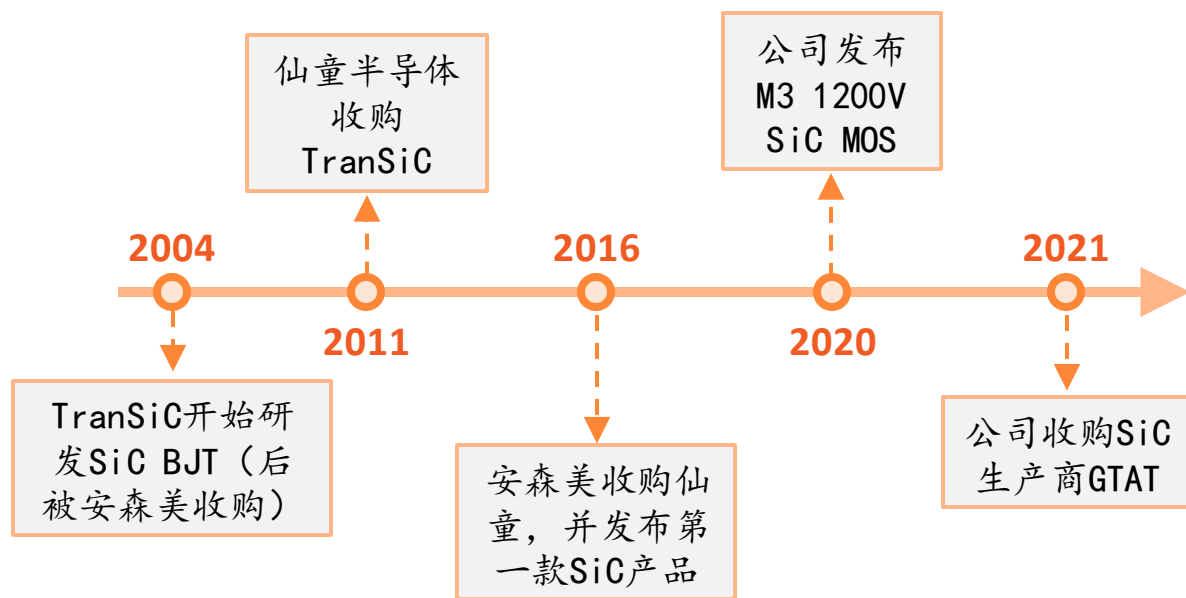 仙童半导体
收购
TranSiC
公司发布
M3 1200V
SiC MOS
2004
2016
2021
2011
2020
TranSiC开始研
发SiC BJT（后
被安森美收购）
安森美收购仙
童，并发布第
一款SiC产品
公司收购SiC
生产商GTAT